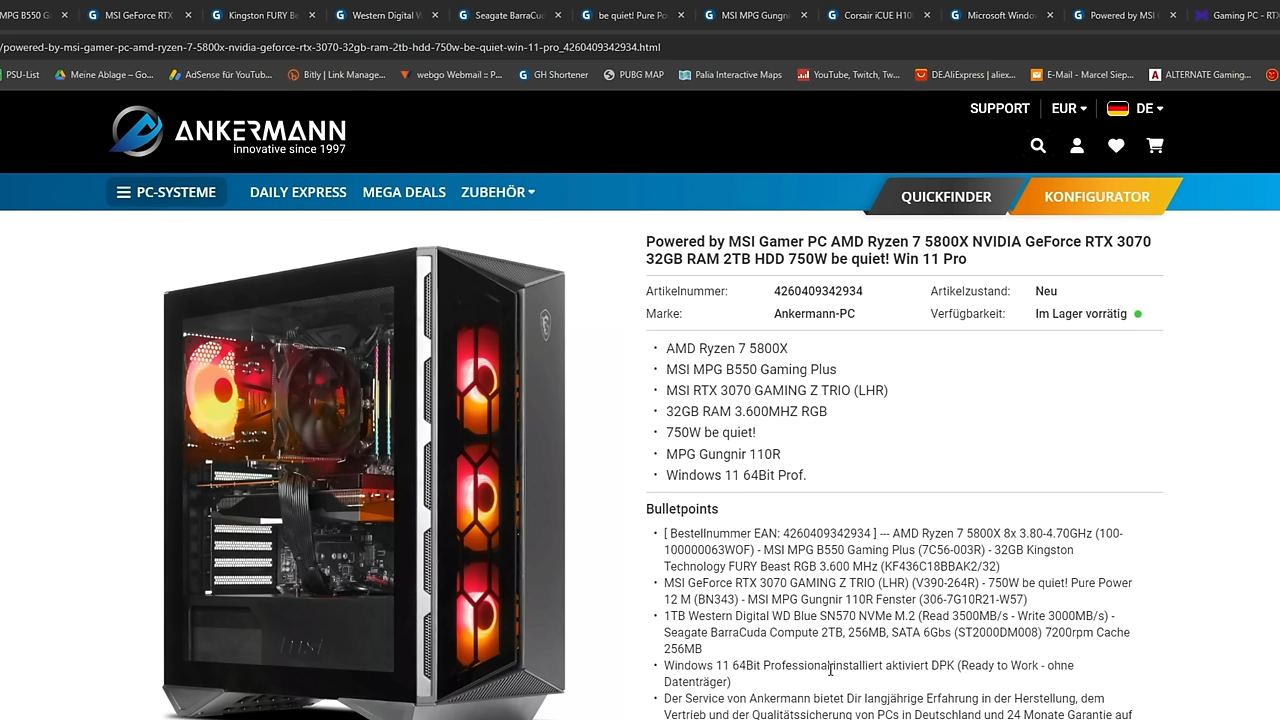 MPG B550 G
MSI GeForce RTX
Kingston FURY Be
Western Digital W
Seagate BarraCuc
be quiet! Pure Po
MSI MPG Gungni
Corsair iCUE H10
Microsoft Windo
Powered by MSI
Gaming PC - RTX
/powered-by-msi-gamer-pc-amd-ryzen-7-5800x-nvidia-geforce-rtx-3070-32gb-ram-2tb-hdd-750w-be-quiet-win-11-pro_4260409342934.html
PSU-List
Meine Ablage – Go...
AdSense für YouTub...
Bitly | Link Manage...
webgo Webmail :: P...
GH Shortener
PUBG MAP
Palia Interactive Maps
YouTube, Twitch, Tw...
DE.AliExpress | aliex...
E-Mail - Marcel Siep...
ALTERNATE Gaming...
ANKERMANN
innovative since 1997
SUPPORT
EUR
DE
PC-SYSTEME
DAILY EXPRESS
MEGA DEALS
ZUBEHÖR
QUICKFINDER
KONFIGURATOR
Powered by MSI Gamer PC AMD Ryzen 7 5800X NVIDIA GeForce RTX 3070
32GB RAM 2TB HDD 750W be quiet! Win 11 Pro
Artikelnummer: 4260409342934 Artikelzustand: Neu
Marke: Ankermann-PC Verfügbarkeit: Im Lager vorrätig
• AMD Ryzen 7 5800X
• MSI MPG B550 Gaming Plus
• MSI RTX 3070 GAMING Z TRIO (LHR)
• 32GB RAM 3.600MHZ RGB
• 750W be quiet!
• MPG Gungnir 110R
• Windows 11 64Bit Prof.
Bulletpoints
• [ Bestellnummer EAN: 4260409342934 ] --- AMD Ryzen 7 5800X 8x 3.80-4.70GHz (100-
100000063WOF) - MSI MPG B550 Gaming Plus (7C56-003R) - 32GB Kingston
Technology FURY Beast RGB 3.600 MHz (KF436C18BBAK2/32)
• MSI GeForce RTX 3070 GAMING Z TRIO (LHR) (V390-264R) - 750W be quiet! Pure Power
12 M (BN343) - MSI MPG Gungnir 110R Fenster (306-7G10R21-W57)
• 1TB Western Digital WD Blue SN570 NVMe M.2 (Read 3500MB/s - Write 3000MB/s) -
Seagate BarraCuda Compute 2TB, 256MB, SATA 6Gbs (ST2000DM008) 7200rpm Cache
256MB
• Windows 11 64Bit Professional installiert aktiviert DPK (Ready to Work - ohne
Datenträger)
• Der Service von Ankermann bietet Dir langjährige Erfahrung in der Herstellung, dem
Vertrieb und der Qualitätssicherung von PCs in Deutschland und 24 Monate Garantie auf
msi